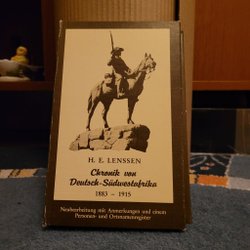 H. E. LENSSEN
Chronik von
Deutsch-Südwestafrika
1883 – 1915
Neubearbeitung mit Anmerkungen und einem
Personen- und Ortsnamenregister